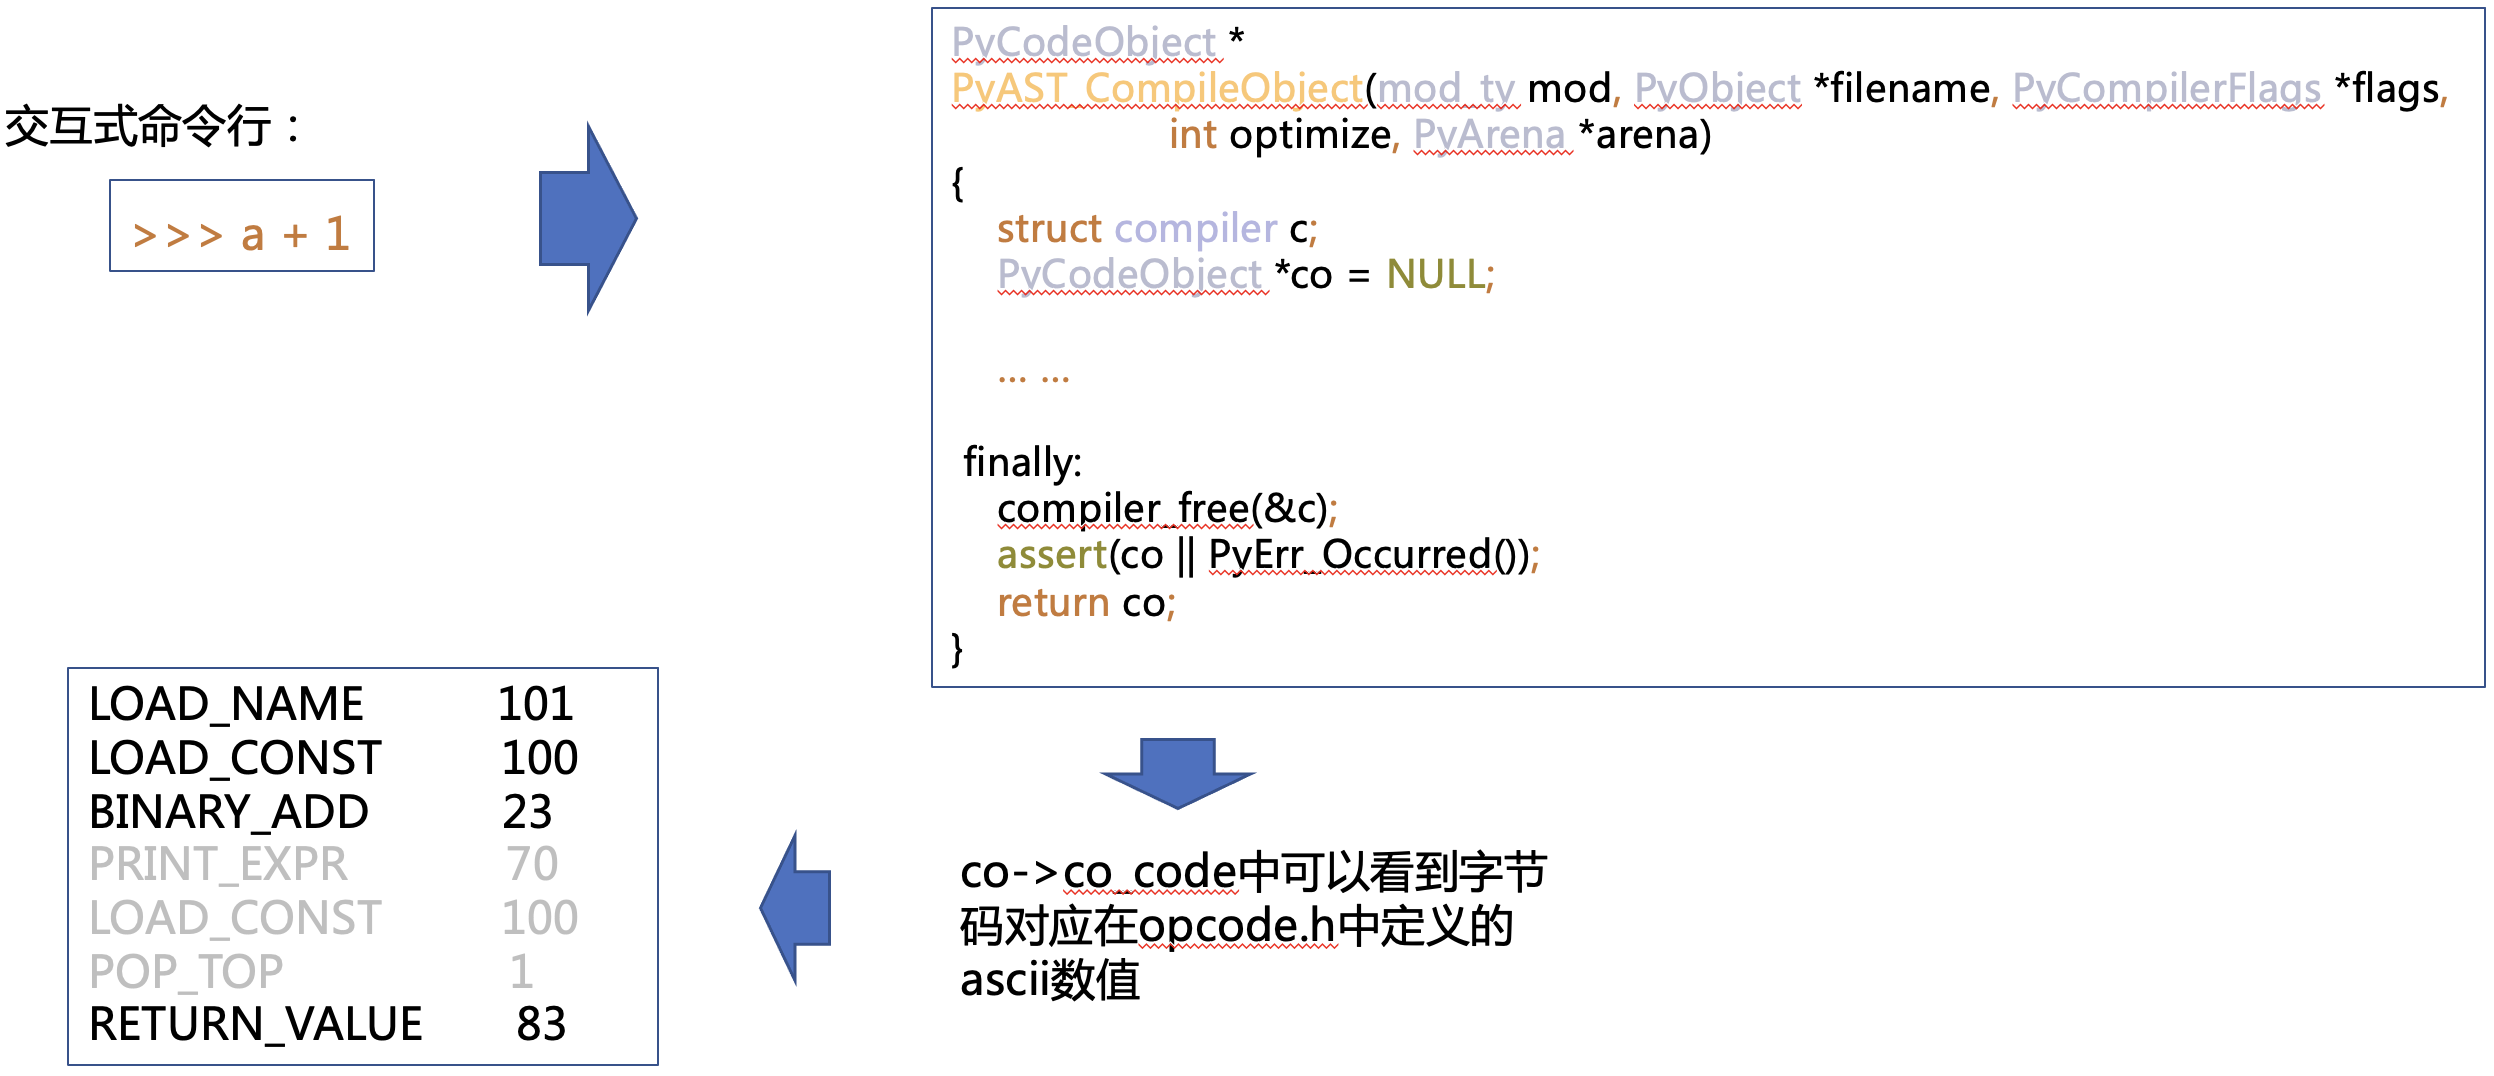 交互式命令行：
>>> a + 1
PyCodeObject *
PyAST_CompileObject(mod_ty mod, PyObject *filename, PyCompilerFlags *flags,
int optimize, PyArena *arena)
{
struct compiler c;
PyCodeObject *co = NULL;
... ...
finally:
compiler_free(&c);
assert(co || PyErr_Occurred());
return co;
}
co->co_code中可以看到字节
码对应在opcode.h中定义的
ascii数值
LOAD_NAME 101
LOAD_CONST 100
BINARY_ADD 23
PRINT_EXPR 70
LOAD_CONST 100
POP_TOP 1
RETURN_VALUE 83